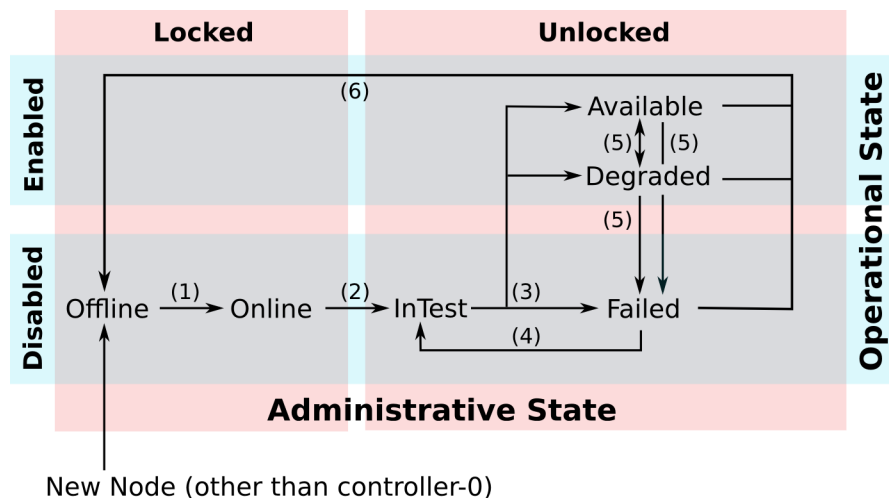 Locked
Unlocked
(6)
Available
Enabled
(5)
(5)
Degraded
Operational State
(5)
Disabled
Offline
(1)
Online
(2)
InTest
(3)
Failed
(4)
Administrative State
New Node (other than controller-0)